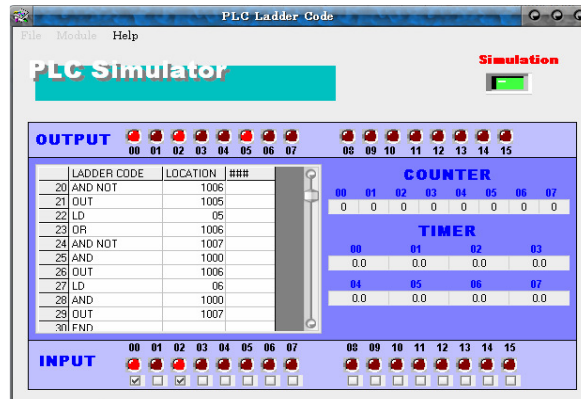 PLC Ladder Code
File Module Help
PLC Simulator
Simulation
OUTPUT
00 01 02 03 04 05 06 07 08 09 10 11 12 13 14 15
LADDER CODE LOCATION ###
20 AND NOT 1006
21 OUT 1005
22 LD 05
23 OR 1006
24 AND NOT 1007
25 AND 1000
26 OUT 1006
27 LD 06
28 AND 1000
29 OUT 1007
30 END
COUNTER
00 01 02 03 04 05 06 07
0 0 0 0 0 0 0 0
TIMER
00 01 02 03
0.0 0.0 0.0 0.0
04 05 06 07
0.0 0.0 0.0 0.0
00 01 02 03 04 05 06 07 08 09 10 11 12 13 14 15
INPUT